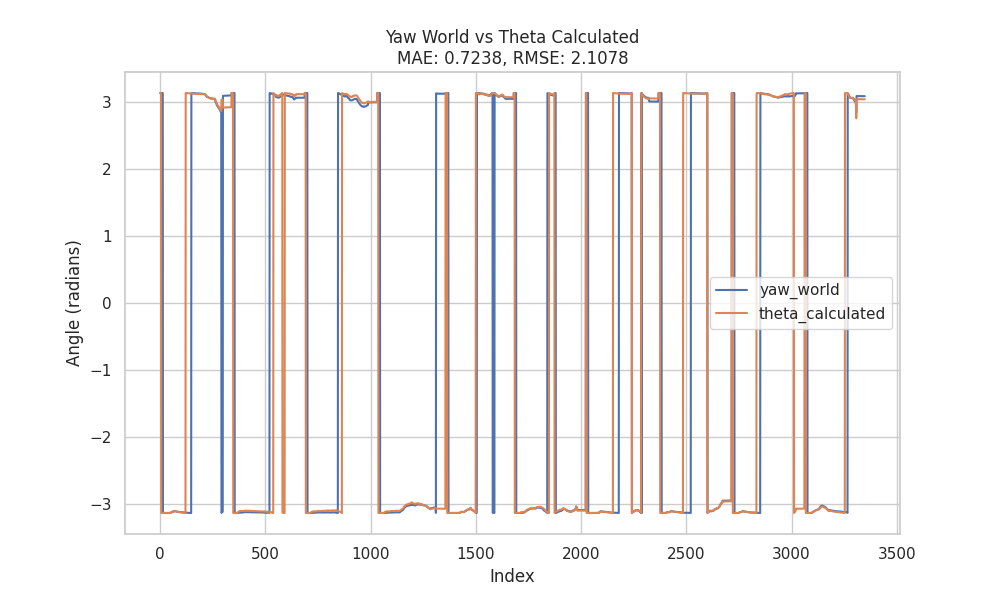 Yaw World vs Theta Calculated
MAE: 0.7238, RMSE: 2.1078
Angle (radians)
3
2
1
0
−1
−2
−3
yaw_world
theta_calculated
0
500
1000
1500
2000
2500
3000
3500
Index